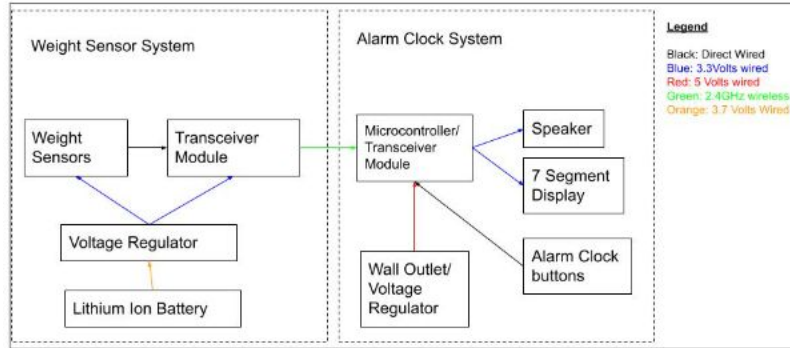 Weight Sensor System
Alarm Clock System
Legend
Black: Direct Wired
Blue: 3.3Volts wired
Red: 5 Volts wired
Green: 2.4GHz wireless
Orange: 3.7 Volts Wired
Weight
Sensors
Transceiver
Module
Microcontroller/
Transceiver
Module
Speaker
7 Segment
Display
Voltage Regulator
Lithium Ion Battery
Wall Outlet/
Voltage
Regulator
Alarm Clock
buttons